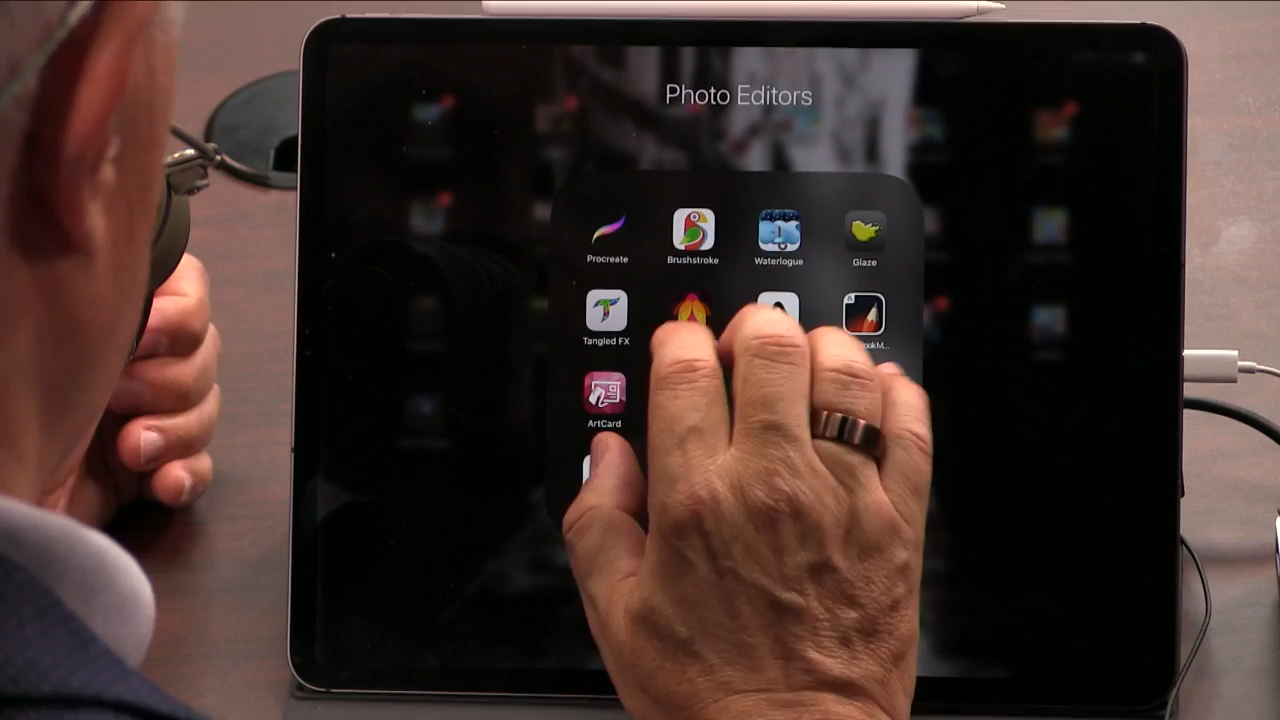 Photo Editors
Procreate
Brushstroke
Waterlogue
Glaze
Tangled FX
ArtCard